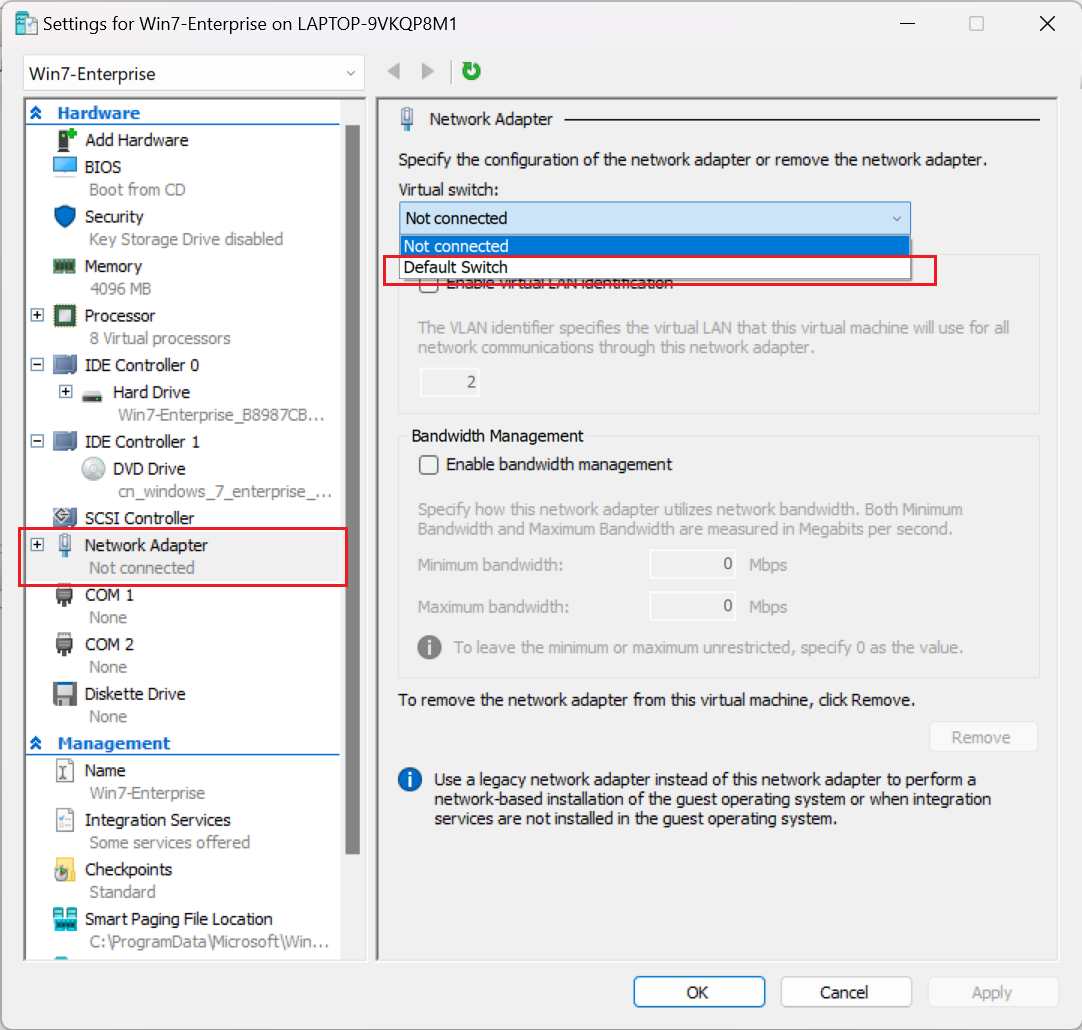 Settings for Win7-Enterprise on LAPTOP-9VKQP8M1
Win7-Enterprise
Hardware
Add Hardware
BIOS
Boot from CD
Security
Key Storage Drive disabled
Memory
4096 MB
Processor
8 Virtual processors
IDE Controller 0
Hard Drive
Win7-Enterprise_B8987CB...
IDE Controller 1
DVD Drive
cn_windows_7_enterprise_...
SCSI Controller
Network Adapter
Not connected
COM 1
None
COM 2
None
Diskette Drive
None
Management
Name
Win7-Enterprise
Integration Services
Some services offered
Checkpoints
Standard
Smart Paging File Location
C:\ProgramData\Microsoft\Win...
Network Adapter
Specify the configuration of the network adapter or remove the network adapter.
Virtual switch:
Not connected
Not connected
Default Switch
Enable virtual LAN identification
The VLAN identifier specifies the virtual LAN that this virtual machine will use for all
network communications through this network adapter.
2
Bandwidth Management
Enable bandwidth management
Specify how this network adapter utilizes network bandwidth. Both Minimum
Bandwidth and Maximum Bandwidth are measured in Megabits per second.
Minimum bandwidth: 0 Mbps
Maximum bandwidth: 0 Mbps
To leave the minimum or maximum unrestricted, specify 0 as the value.
To remove the network adapter from this virtual machine, click Remove.
Remove
Use a legacy network adapter instead of this network adapter to perform a
network-based installation of the guest operating system or when integration
services are not installed in the guest operating system.
OK Cancel Apply